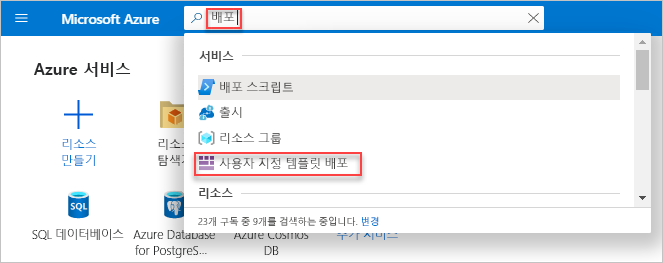 Microsoft Azure
배포
서비스
배포 스크립트
출시
리소스 그룹
사용자 지정 템플릿 배포
리소스
23개 구독 중 9개를 검색하는 중입니다. 변경
Azure 서비스
리소스
만들기
리소
탐색
SQL 데이터베이스
Azure Database
for PostgreS...
Azure Cosmos
DB
추가 서비스